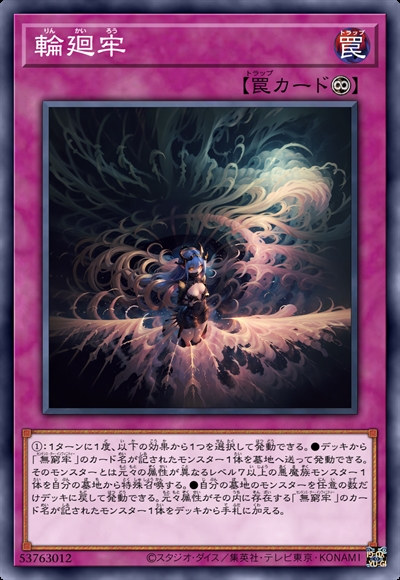 輪廻牢
罠
【罠カード】
①:1ターンに1度、以下の効果から1つを選択して発動できる。●デッキから
「無窮牢」のカード名が記されたモンスター1体を墓地へ送って発動できる。
そのモンスターとは元々の属性が異なるレベル7以上の悪魔族モンスター1
体を自分の墓地から特殊召喚する。●自分の墓地のモンスターを任意の数だ
けデッキに戻して発動できる。元々の属性がその内に存在する「無窮牢」のカー
ド名が記されたモンスター1体をデッキから手札に加える。
53763012
©スタジオ・ダイス/集英社・テレビ東京・KONAMI